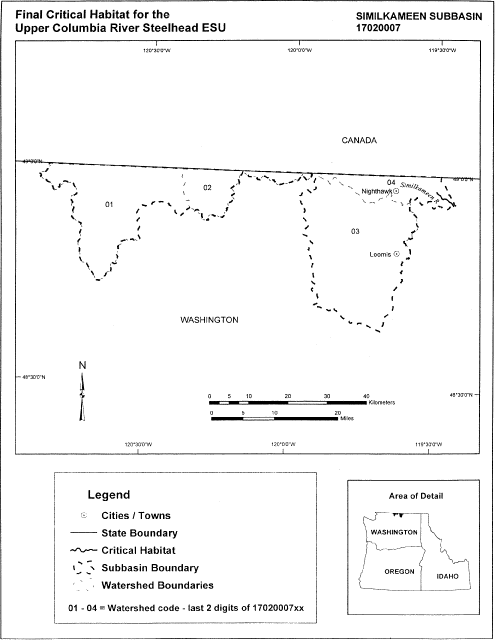 Final Critical Habitat for the
Upper Columbia River Steelhead ESU
SIMILKAMEEN SUBBASIN
17020007
120°30'0"W
120°0'0"W
119°30'0"W
CANADA
49°0'0"N
49°0'0"N
01
02
04
Nighthawk
Similkameen R.
03
Loomis
WASHINGTON
N
48°30'0"N
48°30'0"N
0 5 10 20 30 40
Kilometers
0 5 10 20
Miles
120°30'0"W
120°0'0"W
119°30'0"W
Legend
Cities / Towns
State Boundary
Critical Habitat
Subbasin Boundary
Watershed Boundaries
01 - 04 = Watershed code - last 2 digits of 17020007xx
Area of Detail
WASHINGTON
OREGON
IDAHO